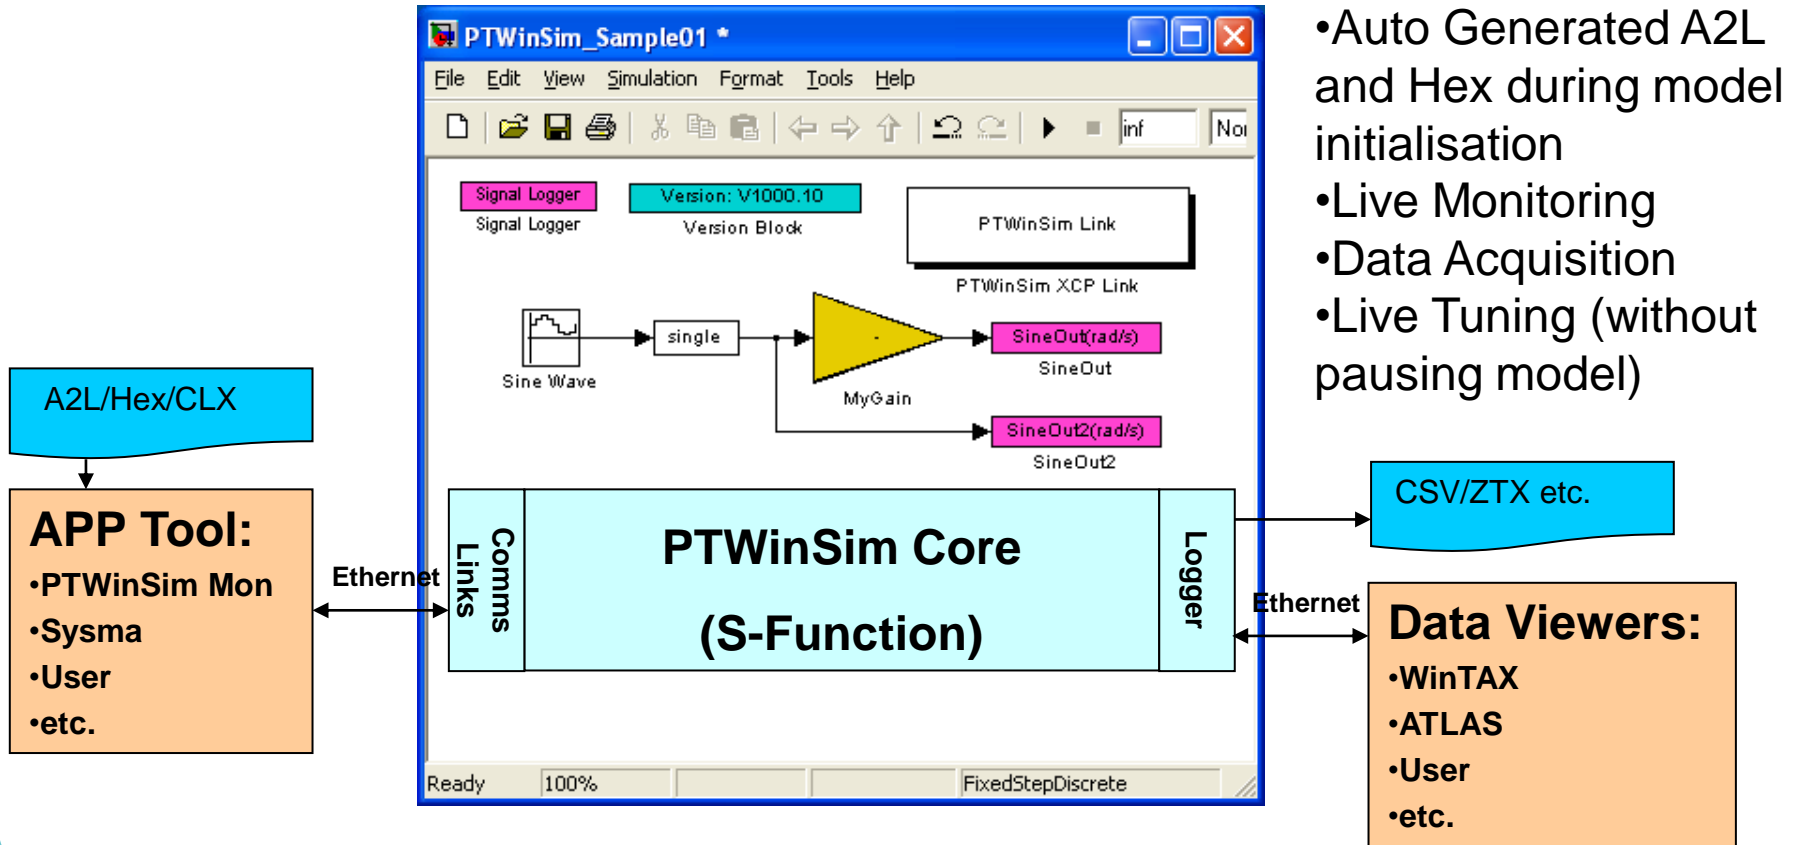 PTWinSim_Sample01 *
File Edit View Simulation Format Tools Help
inf
Nor
Signal Logger
Signal Logger
Version: V1000.10
Version Block
PTWinSim Link
PTWinSim XCP Link
Sine Wave
single
MyGain
SineOut(rad/s)
SineOut
SineOut2(rad/s)
SineOut2
Comms
Links
PTWinSim Core
(S-Function)
Logger
Ready
100%
FixedStepDiscrete
A2L/Hex/CLX
APP Tool:
•PTWinSim Mon
•Sysma
•User
•etc.
Ethernet
•Auto Generated A2L
and Hex during model
initialisation
•Live Monitoring
•Data Acquisition
•Live Tuning (without
pausing model)
CSV/ZTX etc.
Ethernet
Data Viewers:
•WinTAX
•ATLAS
•User
•etc.